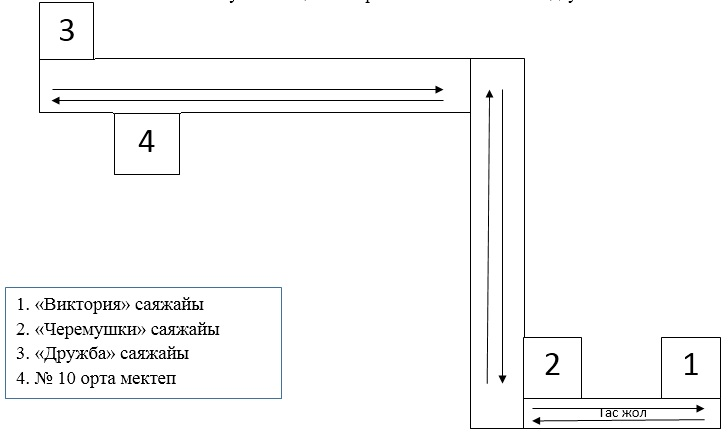 3
4
1. «Виктория» саяжайы
2. «Черемушки» саяжайы
3. «Дружба» саяжайы
4. № 10 орта мектеп
2
1
Тас жол